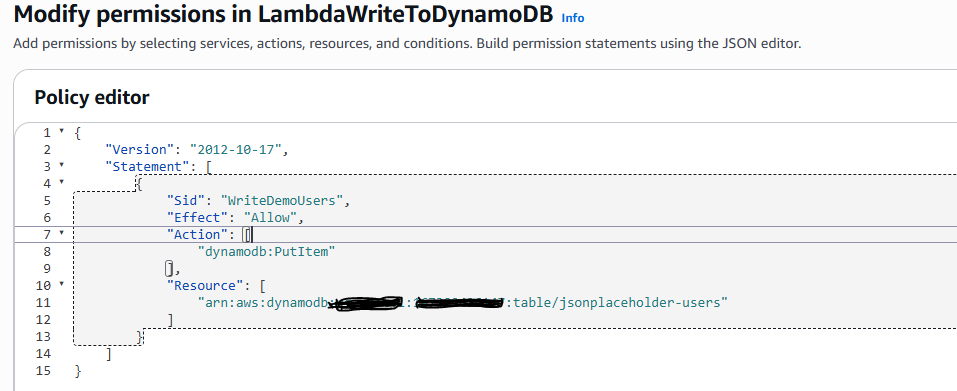 Modify permissions in LambdaWriteToDynamoDB Info
Add permissions by selecting services, actions, resources, and conditions. Build permission statements using the JSON editor.
Policy editor
1 {
2 "Version": "2012-10-17",
3 "Statement": [
4 {
5 "Sid": "WriteDemoUsers",
6 "Effect": "Allow",
7 "Action": [
8 "dynamodb:PutItem"
9 ],
10 "Resource": [
11 "arn:aws:dynamodb: :table/jsonplaceholder-users"
12 ]
13 }
14 ]
15 }